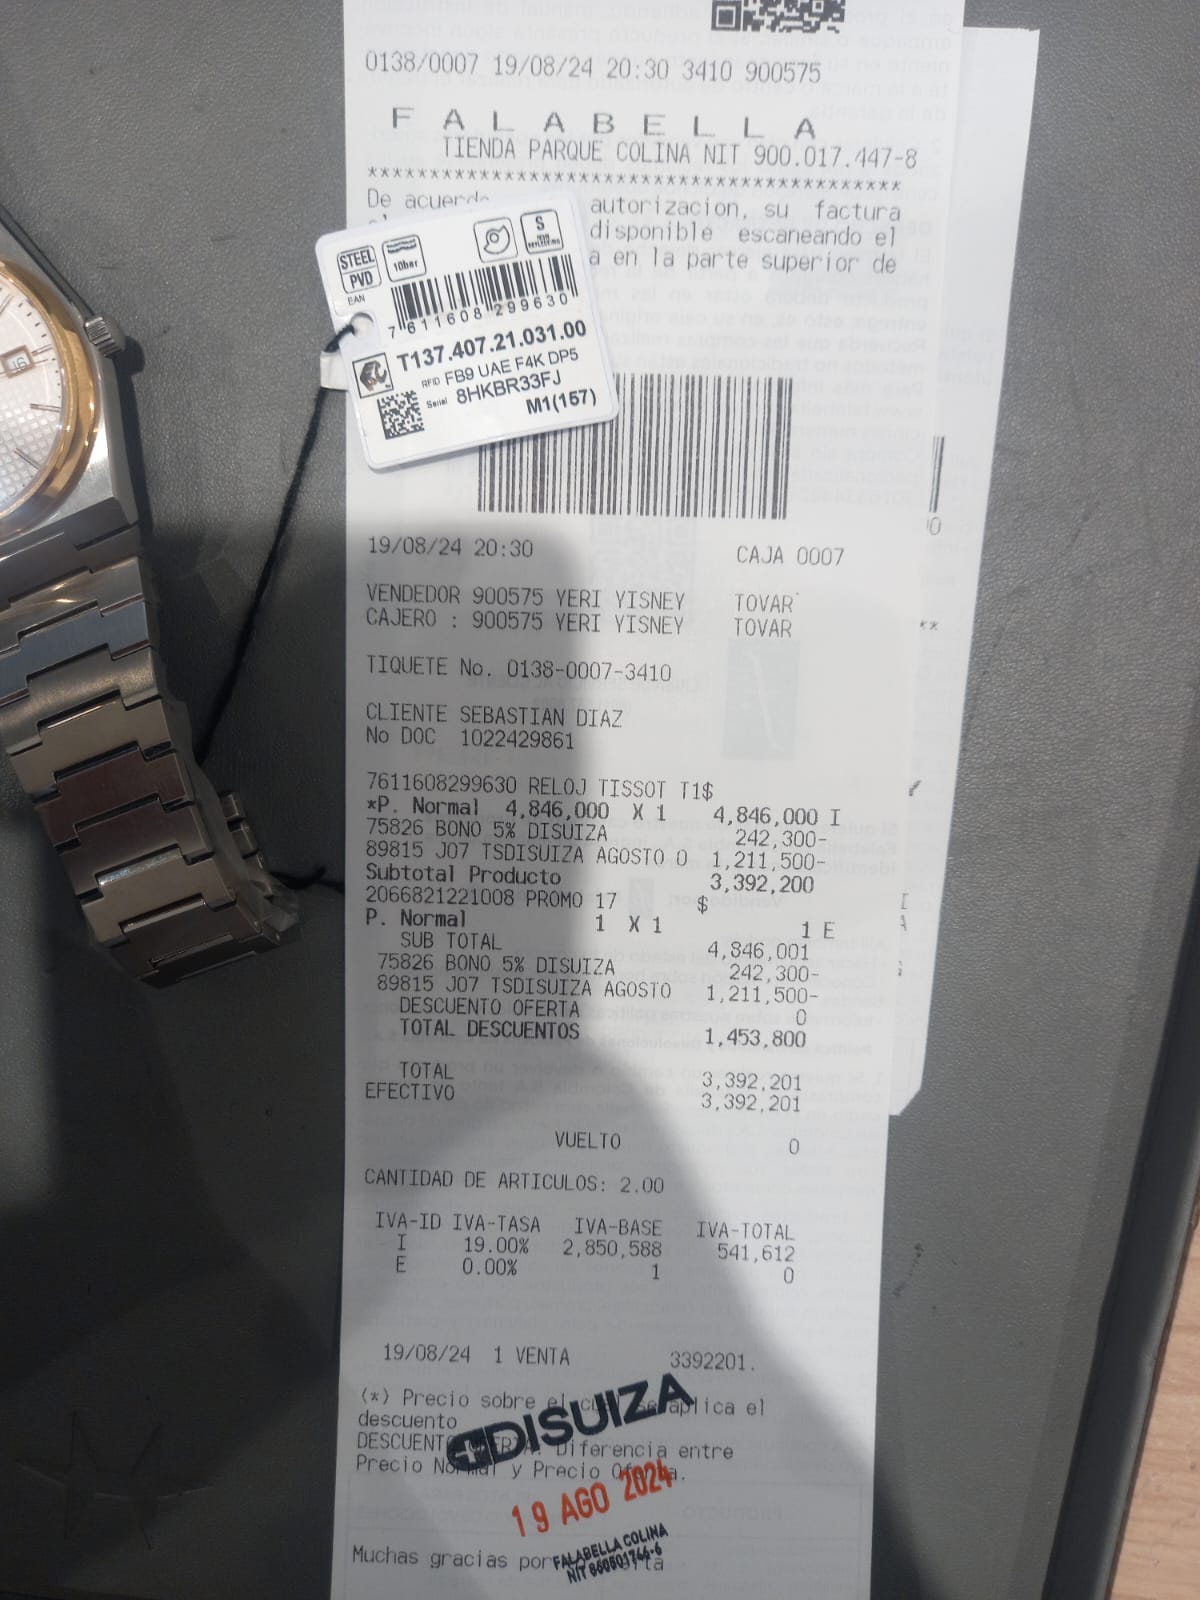 0138/0007 19/08/24 20:30 3410 900575
F A L A B E L L A
TIENDA PARQUE COLINA NIT 900.017.447-8
******************************************
De acuerdo autorizacion, su factura
disponible escaneando el
a en la parte superior de
STEEL
PVD
10bar
S
EAN
7 611608 299630
T137.407.21.031.00
RFID FB9 UAE F4K DP5
Serial 8HKBR33FJ
M1(157)
16
19/08/24 20:30 CAJA 0007
VENDEDOR 900575 YERI YISNEY TOVAR
CAJERO : 900575 YERI YISNEY TOVAR
**
TIQUETE No. 0138-0007-3410
CLIENTE SEBASTIAN DIAZ
No DOC 1022429861
7611608299630 RELOJ TISSOT T1$
*P. Normal 4,846,000 X 1 4,846,000 I
75826 BONO 5% DISUIZA 242,300-
89815 J07 TSDISUIZA AGOSTO O 1,211,500-
Subtotal Producto 3,392,200
2066821221008 PROMO 17 $
P. Normal 1 X 1 1 E
SUB TOTAL 4,846,001
75826 BONO 5% DISUIZA 242,300-
89815 J07 TSDISUIZA AGOSTO 1,211,500-
DESCUENTO OFERTA 0
TOTAL DESCUENTOS 1,453,800
TOTAL 3,392,201
EFECTIVO 3,392,201
VUELTO 0
CANTIDAD DE ARTICULOS: 2.00
IVA-ID IVA-TASA IVA-BASE IVA-TOTAL
I 19.00% 2,850,588 541,612
E 0.00% 1 0
19/08/24 1 VENTA 3392201.
(*) Precio sobre el cual se aplica el
descuento
DESCUENTO OFERTA: Diferencia entre
Precio Normal y Precio Oferta.
DISUIZA
19 AGO 2024
FALABELLA COLINA
NIT 860501766-6
Muchas gracias por